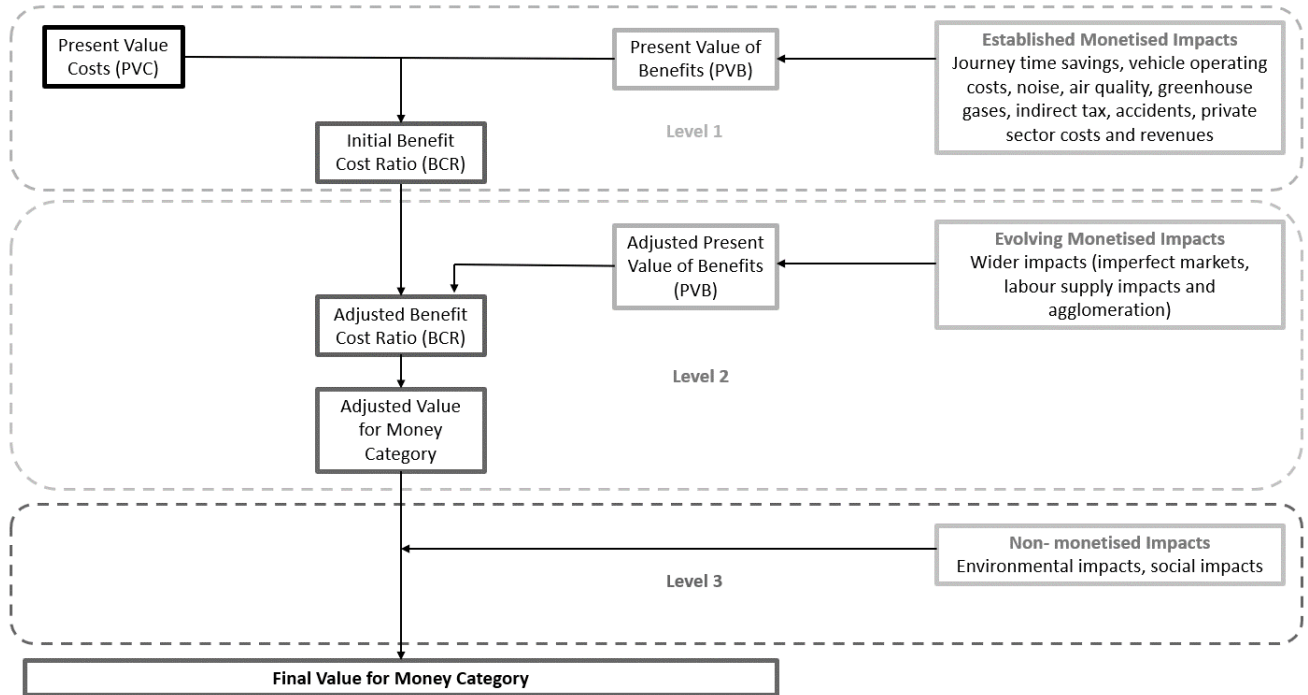 Present Value
Costs (PVC)
Present Value of
Benefits (PVB)
Established Monetised Impacts
Journey time savings, vehicle operating
costs, noise, air quality, greenhouse
gases, indirect tax, accidents, private
sector costs and revenues
Level 1
Initial Benefit
Cost Ratio (BCR)
Adjusted Present
Value of Benefits
(PVB)
Evolving Monetised Impacts
Wider impacts (imperfect markets,
labour supply impacts and
agglomeration)
Adjusted Benefit
Cost Ratio (BCR)
Level 2
Adjusted Value
for Money
Category
Non- monetised Impacts
Environmental impacts, social impacts
Level 3
Final Value for Money Category